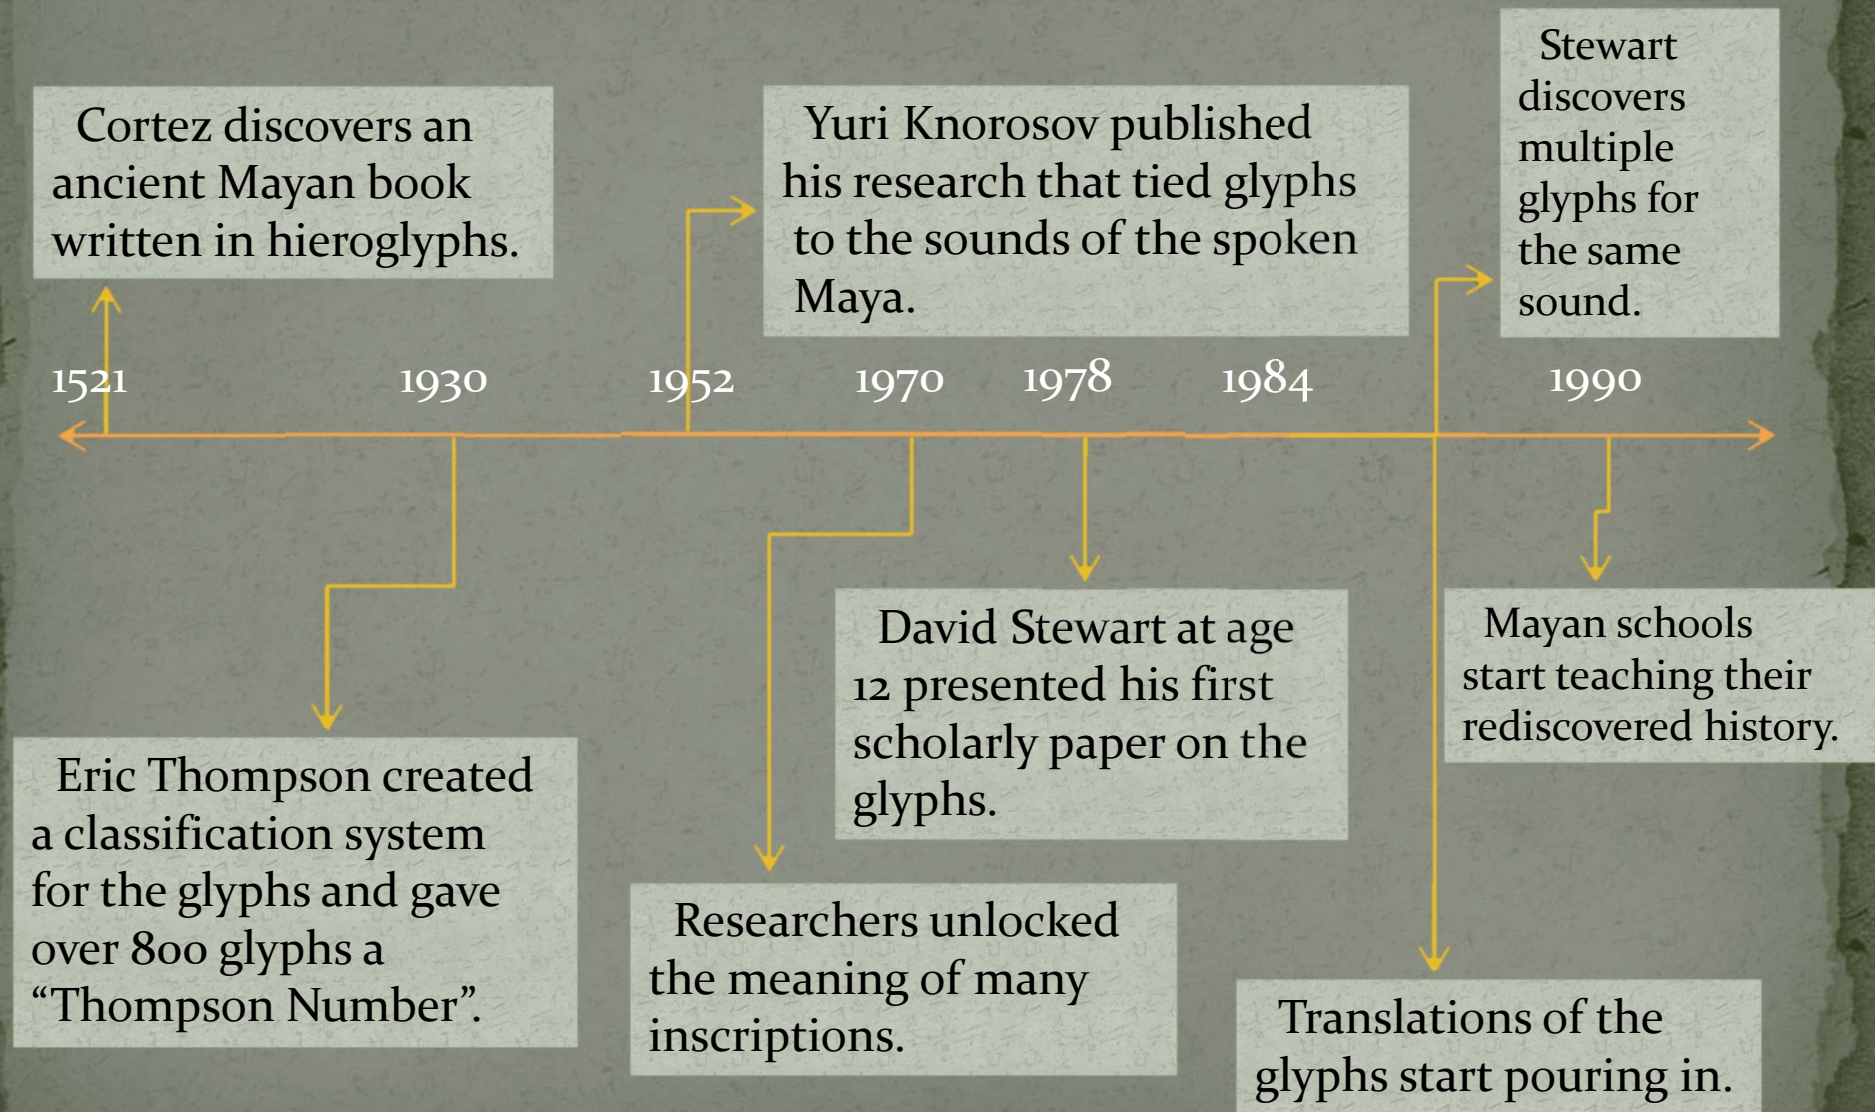 Cortez discovers an
ancient Mayan book
written in hieroglyphs.
Yuri Knorosov published
his research that tied glyphs
to the sounds of the spoken
Maya.
Stewart
discovers
multiple
glyphs for
the same
sound.
1521 1930 1952 1970 1978 1984 1990
Eric Thompson created
a classification system
for the glyphs and gave
over 800 glyphs a
“Thompson Number”.
Researchers unlocked
the meaning of many
inscriptions.
David Stewart at age
12 presented his first
scholarly paper on the
glyphs.
Translations of the
glyphs start pouring in.
Mayan schools
start teaching their
rediscovered history.